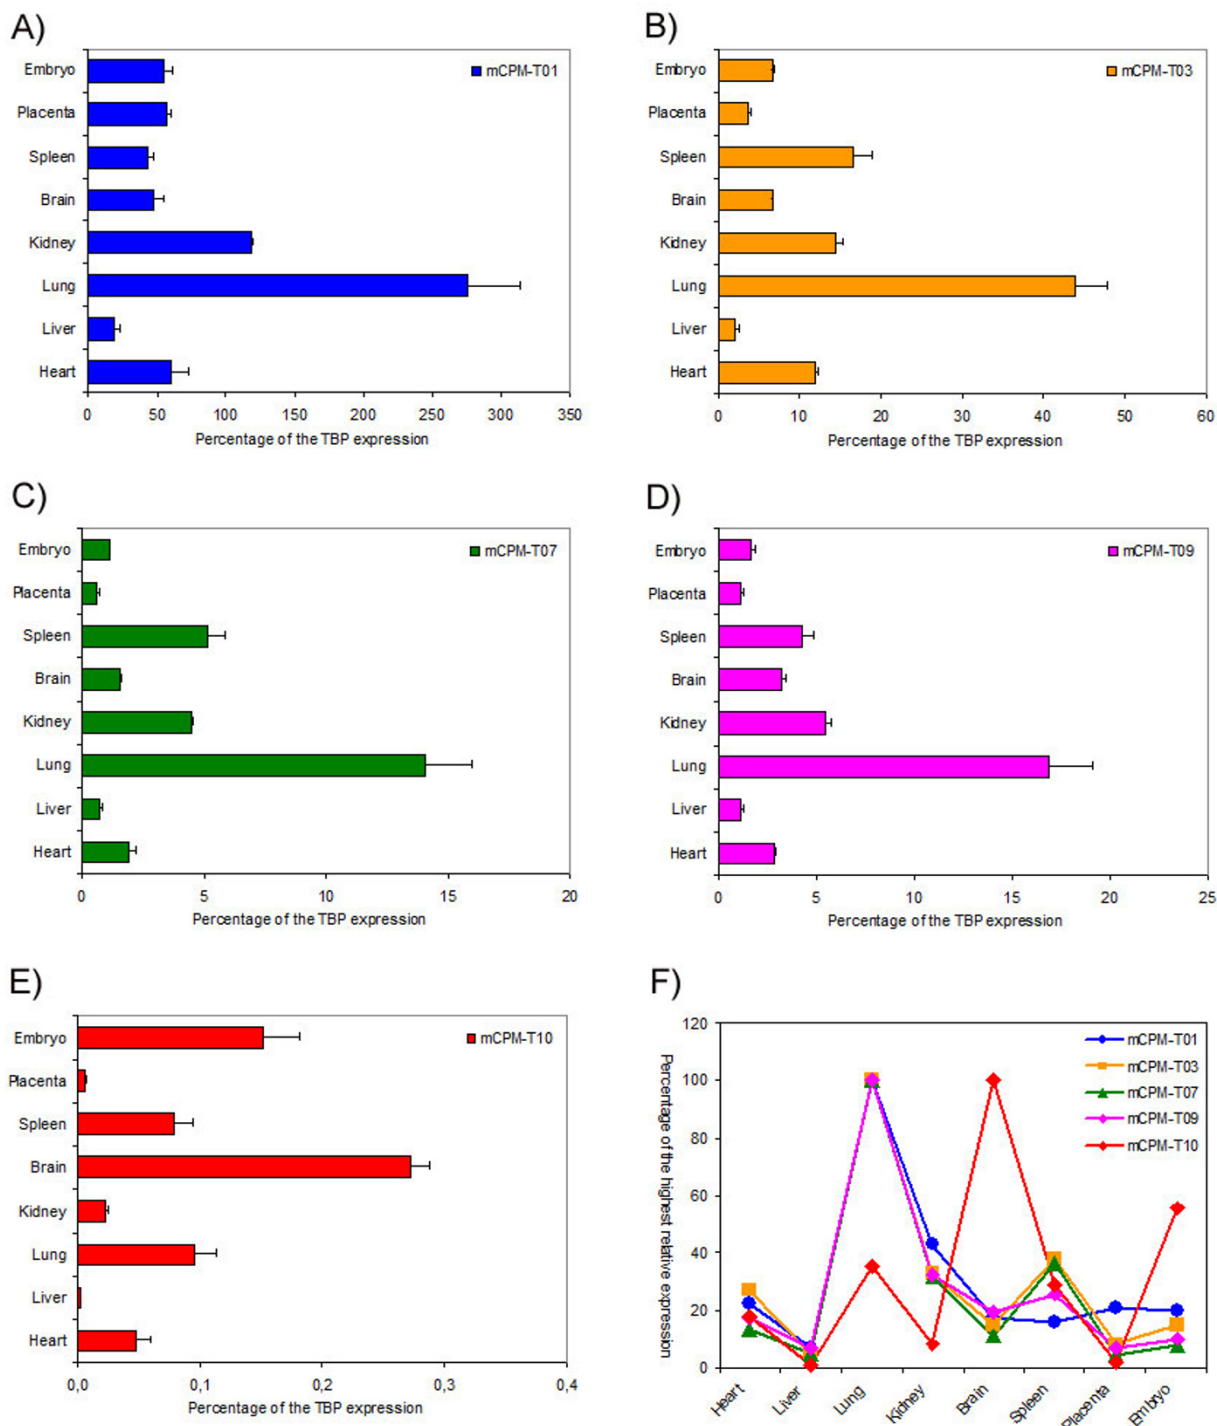 A)
Embryo
mCPM-T01
Placenta
Spleen
Brain
Kidney
Lung
Liver
Heart
0 50 100 150 200 250 300 350
Percentage of the TBP expression
B)
Embryo
mCPM-T03
Placenta
Spleen
Brain
Kidney
Lung
Liver
Heart
0 10 20 30 40 50 60
Percentage of the TBP expression
C)
Embryo
mCPM-T07
Placenta
Spleen
Brain
Kidney
Lung
Liver
Heart
0 5 10 15 20
Percentage of the TBP expression
D)
Embryo
mCPM-T09
Placenta
Spleen
Brain
Kidney
Lung
Liver
Heart
0 5 10 15 20 25
Percentage of the TBP expression
E)
Embryo
mCPM-T10
Placenta
Spleen
Brain
Kidney
Lung
Liver
Heart
0,0 0,1 0,2 0,3 0,4
Percentage of the TBP expression
F)
Percentage of the highest relative expression
120
100
80
60
40
20
0
mCPM-T01
mCPM-T03
mCPM-T07
mCPM-T09
mCPM-T10
Heart
Liver
Lung
Kidney
Brain
Spleen
Placenta
Embryo